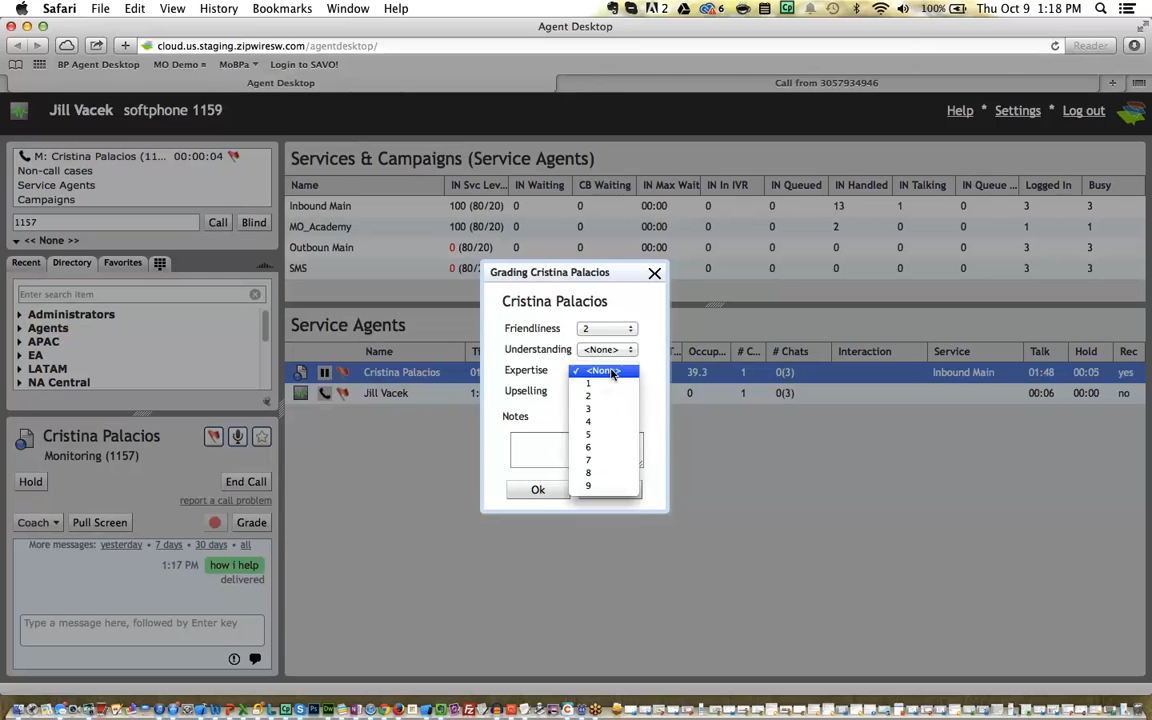 Safari File Edit View History Bookmarks Window Help 2 6 100% Thu Oct 9 1:18 PM
Agent Desktop
cloud.us.staging.zipwiresw.com/agentdesktop/ Reader
BP Agent Desktop MO Demo MoBPa Login to SAVO!
Agent Desktop Call from 3057934946
Jill Vacek softphone 1159 Help * Settings * Log out
M: Cristina Palacios (11... 00:00:04
Non-call cases
Service Agents
Campaigns
1157 Call Blind
<< None >>
Recent Directory Favorites
Enter search item
Administrators
Agents
APAC
EA
LATAM
NA Central
Cristina Palacios
Monitoring (1157)
Hold End Call
report a call problem
Coach Pull Screen Grade
More messages: yesterday • 7 days • 30 days • all
1:17 PM how i help
delivered
Type a message here, followed by Enter key
Services & Campaigns (Service Agents)
Name IN Svc Lev... IN Waiting CB Waiting IN Max Wait IN In IVR IN Queued IN Handled IN Talking IN Queue ... Logged In Busy
Inbound Main 100 (80/20) 0 0 00:00 0 0 13 1 0 3 3
MO_Academy 100 (80/20) 0 0 00:00 0 0 2 0 0 1 1
Outboun Main 0 (80/20) 0 0 00:00 0 0 0 0 0 3 3
SMS 0 (80/ 0 0 0 0 0 3 3
Service Agents
Name Ti T... Occup... # C... # Chats Interaction Service Talk Hold Rec
Cristina Palacios 01 39.3 1 0(3) Inbound Main 01:48 00:05 yes
Jill Vacek 1: 0 1 0(3) 00:06 00:00 no
Grading Cristina Palacios
Cristina Palacios
Friendliness 2
Understanding <None>
Expertise <None>
Upselling
Notes
1
2
3
4
5
6
7
8
9
Ok